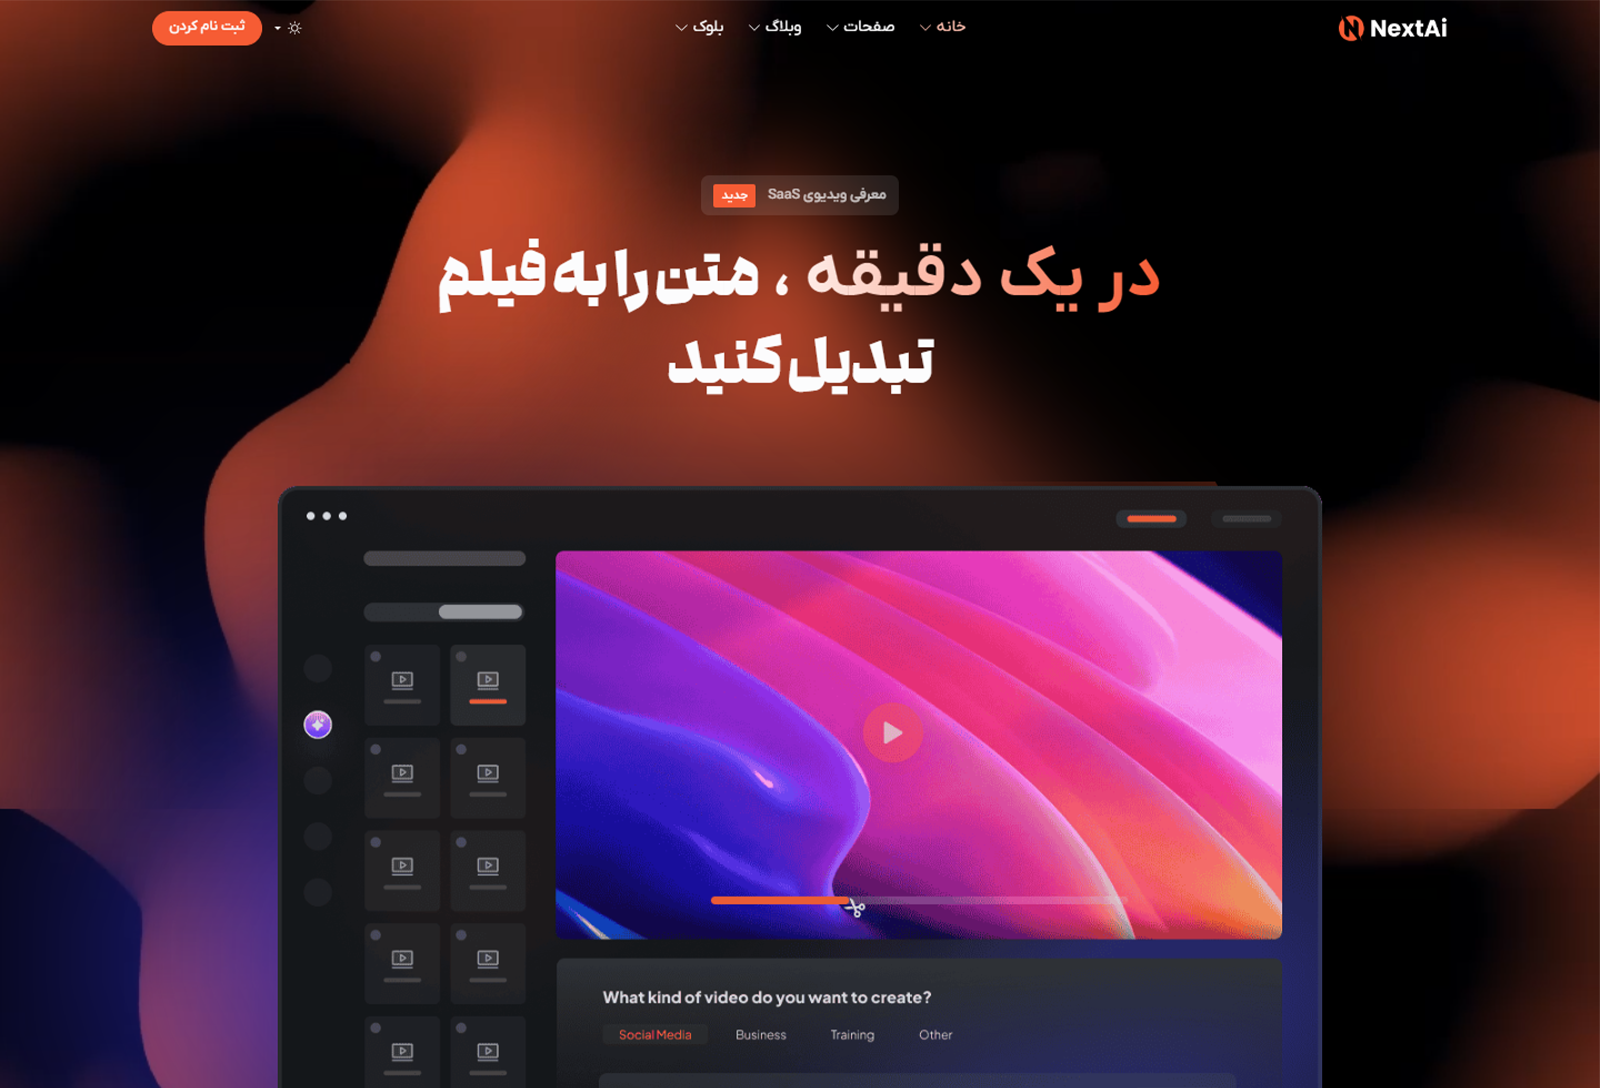 NextAi
خانه
صفحات
وبلاگ
بلوک
ثبت نام کردن
معرفی ویدیوی SaaS جدید
در یک دقیقه ، متن را به فیلم
تبدیل کنید
What kind of video do you want to create?
Social Media
Business
Training
Other